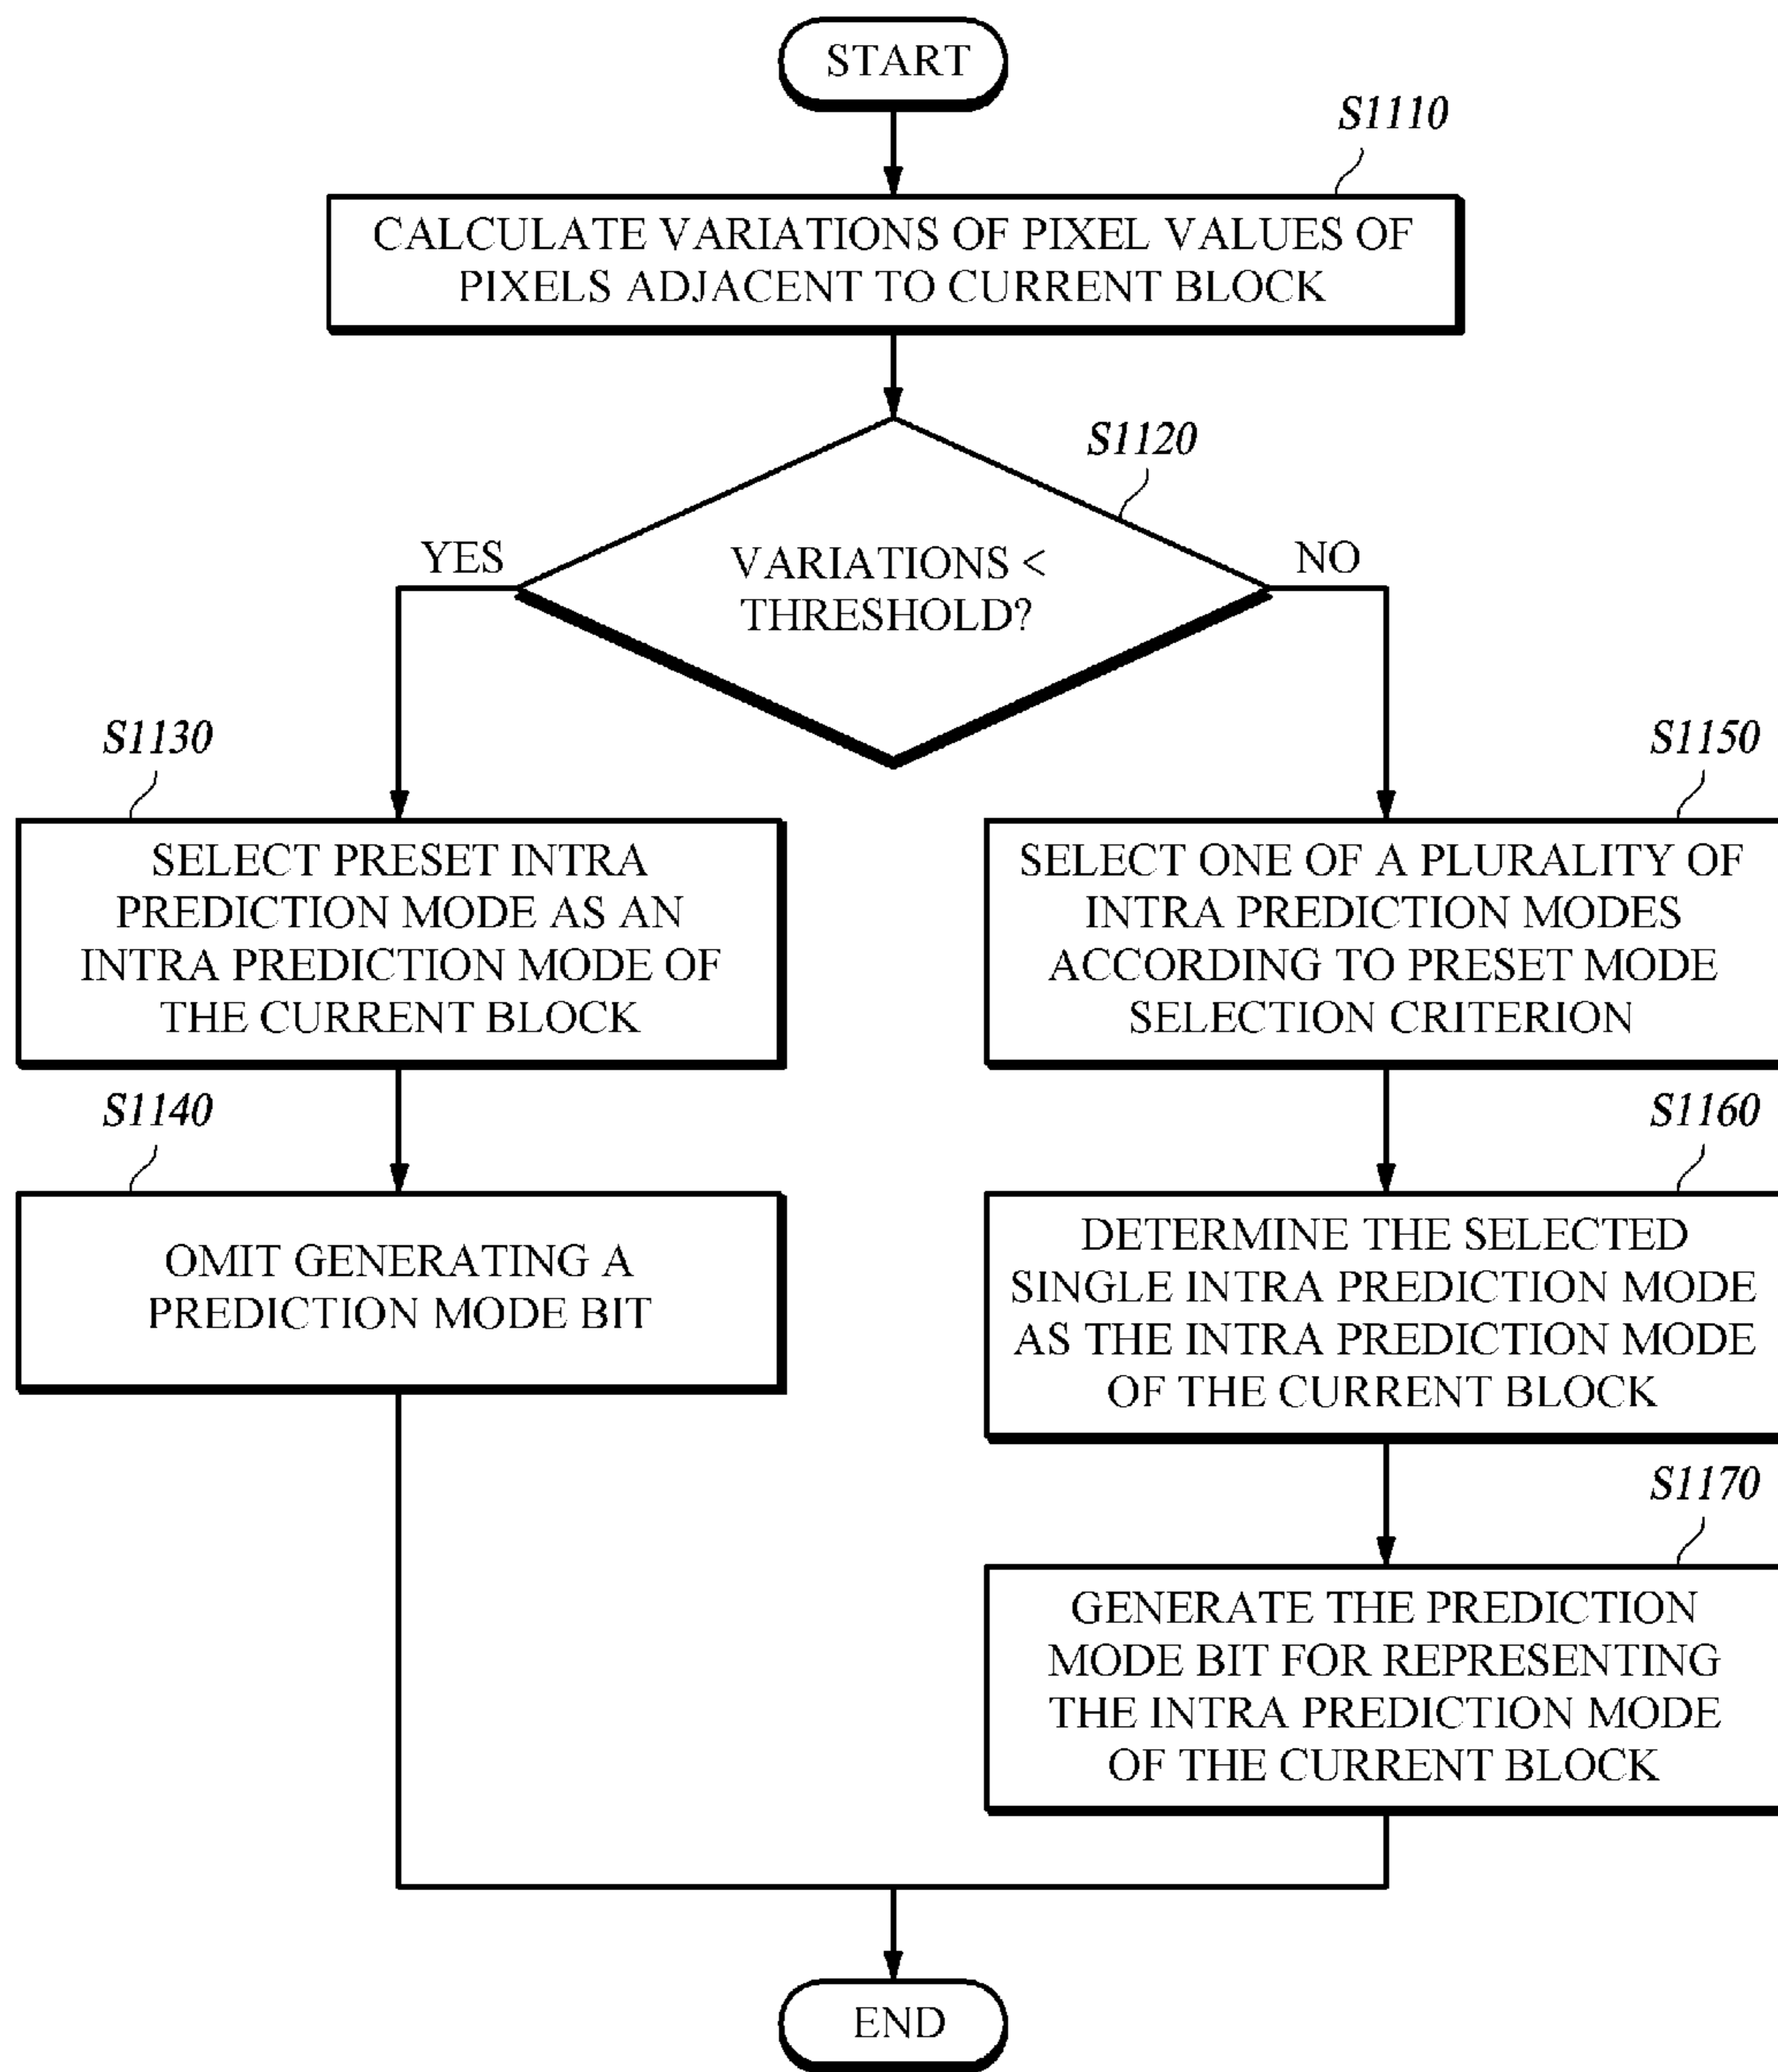 START
S1110
CALCULATE VARIATIONS OF PIXEL VALUES OF
PIXELS ADJACENT TO CURRENT BLOCK
S1120
YES
VARIATIONS <
THRESHOLD?
NO
S1130
SELECT PRESET INTRA
PREDICTION MODE AS AN
INTRA PREDICTION MODE OF
THE CURRENT BLOCK
S1140
OMIT GENERATING A
PREDICTION MODE BIT
S1150
SELECT ONE OF A PLURALITY OF
INTRA PREDICTION MODES
ACCORDING TO PRESET MODE
SELECTION CRITERION
S1160
DETERMINE THE SELECTED
SINGLE INTRA PREDICTION MODE
AS THE INTRA PREDICTION MODE
OF THE CURRENT BLOCK
S1170
GENERATE THE PREDICTION
MODE BIT FOR REPRESENTING
THE INTRA PREDICTION MODE
OF THE CURRENT BLOCK
END